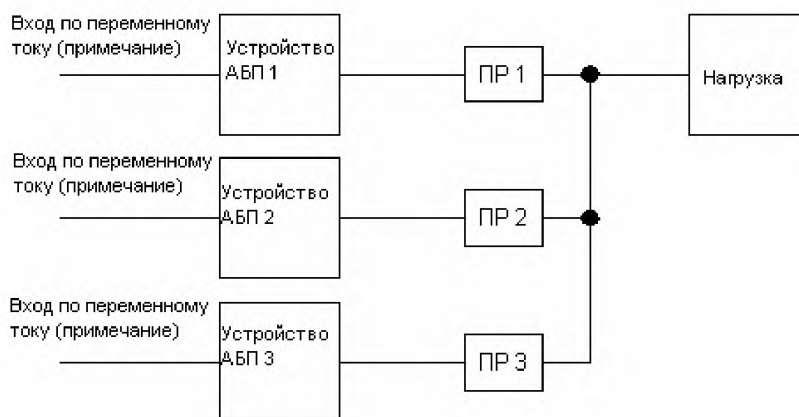 Вход по переменному
току (примечание)
Устройство
АБП 1
ПР 1
Нагрузка
Вход по переменному
току (примечание)
Устройство
АБП 2
ПР 2
Вход по переменному
току (примечание)
Устройство
АБП 3
ПР 3